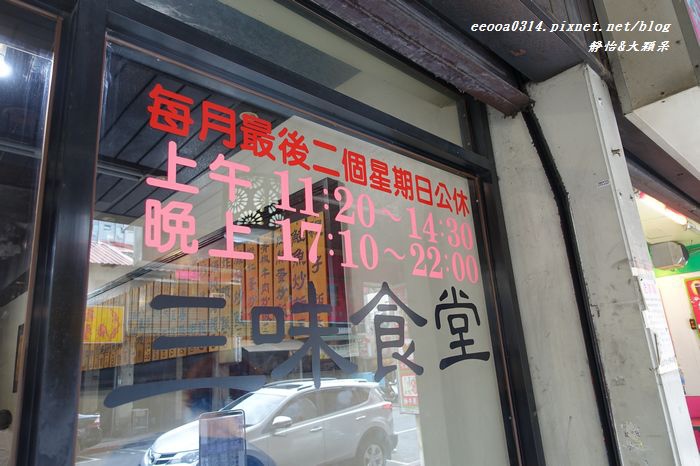 eeooa0314.pixnet.net/blog
靜怡&大顆呆
每月最後二個星期日公休
上午 11:20~14:30
晚上 17:10~22:00
三味食堂